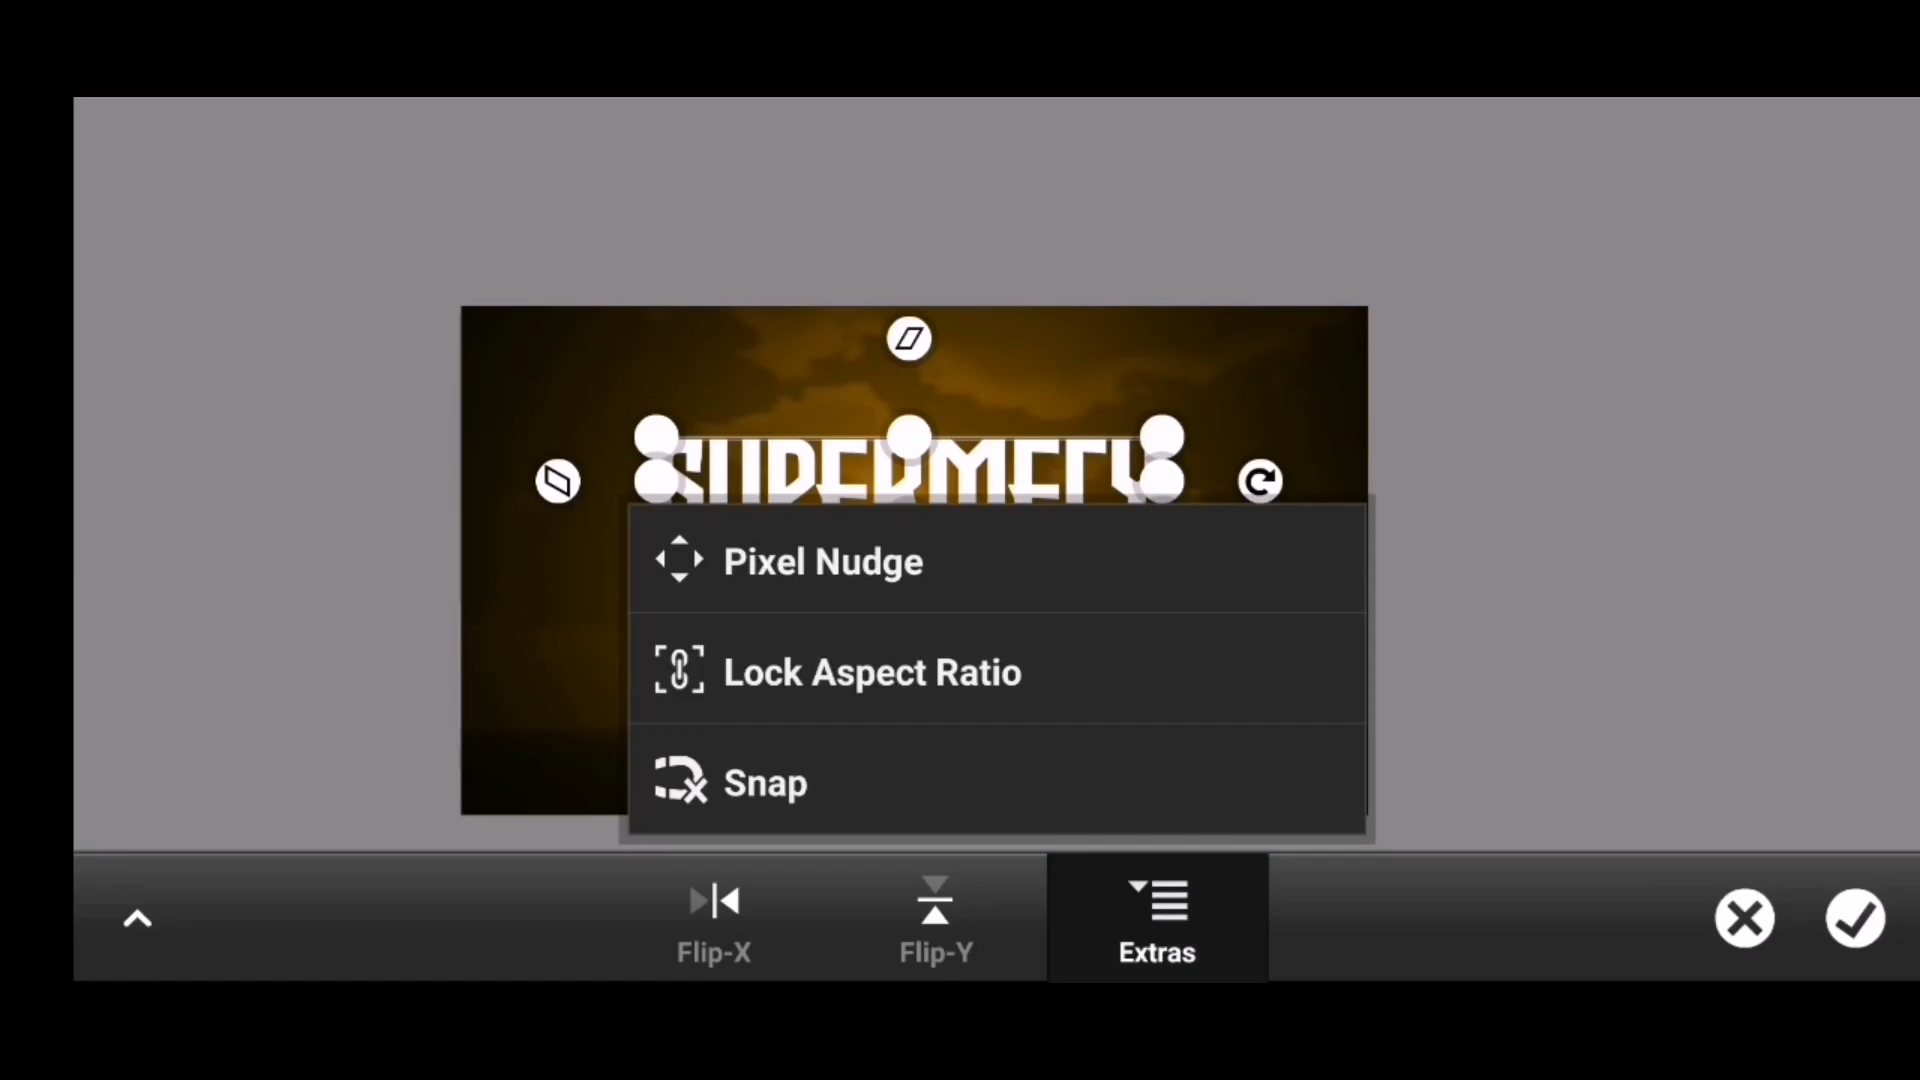 Pixel Nudge
Lock Aspect Ratio
Snap
Flip-X
Flip-Y
Extras